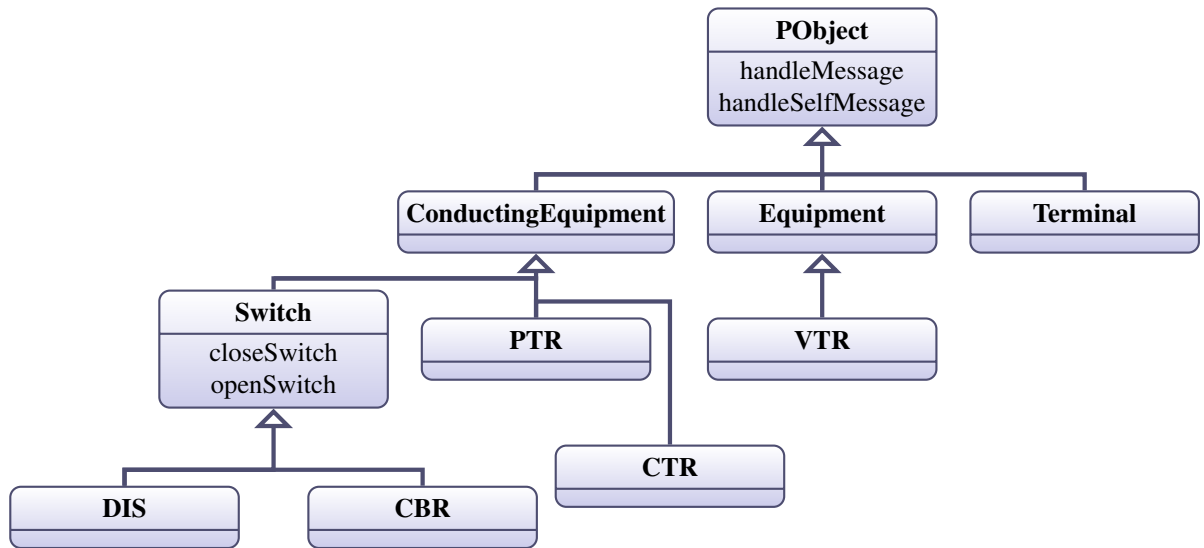 PObject
handleMessage
handleSelfMessage
ConductingEquipment
Equipment
Terminal
Switch
closeSwitch
openSwitch
PTR
VTR
CTR
DIS
CBR